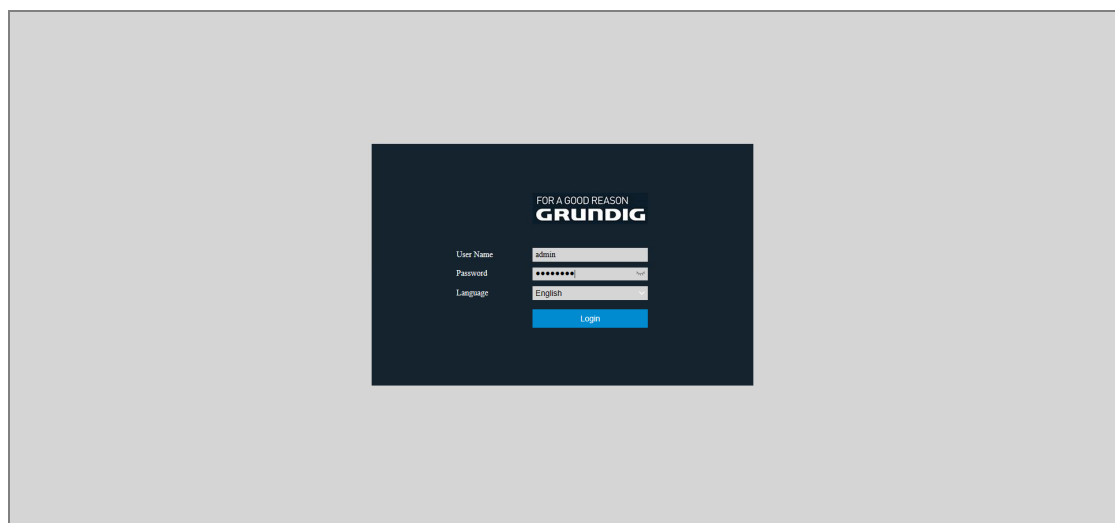 FOR A GOOD REASON
GRUNDIG
User Name admin
Password ••••••••
Language English
Login